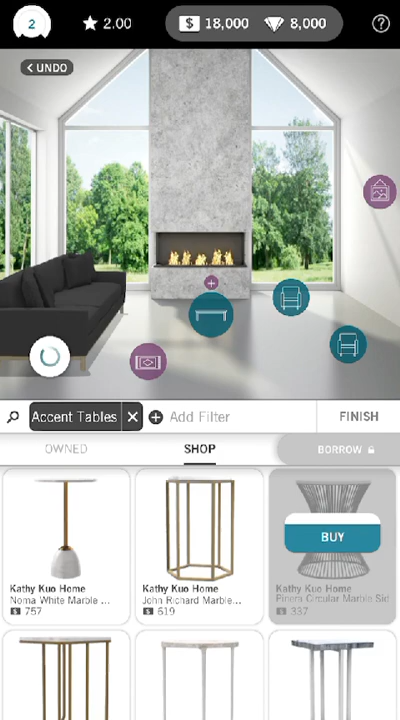 2
2.00
$ 18,000
8,000
?
< UNDO
Accent Tables X
Add Filter
FINISH
OWNED
SHOP
BORROW
BUY
Kathy Kuo Home
Noma White Marble ...
$ 757
Kathy Kuo Home
John Richard Marble...
$ 619
Kathy Kuo Home
Pinera Circular Marble Sid
$ 337